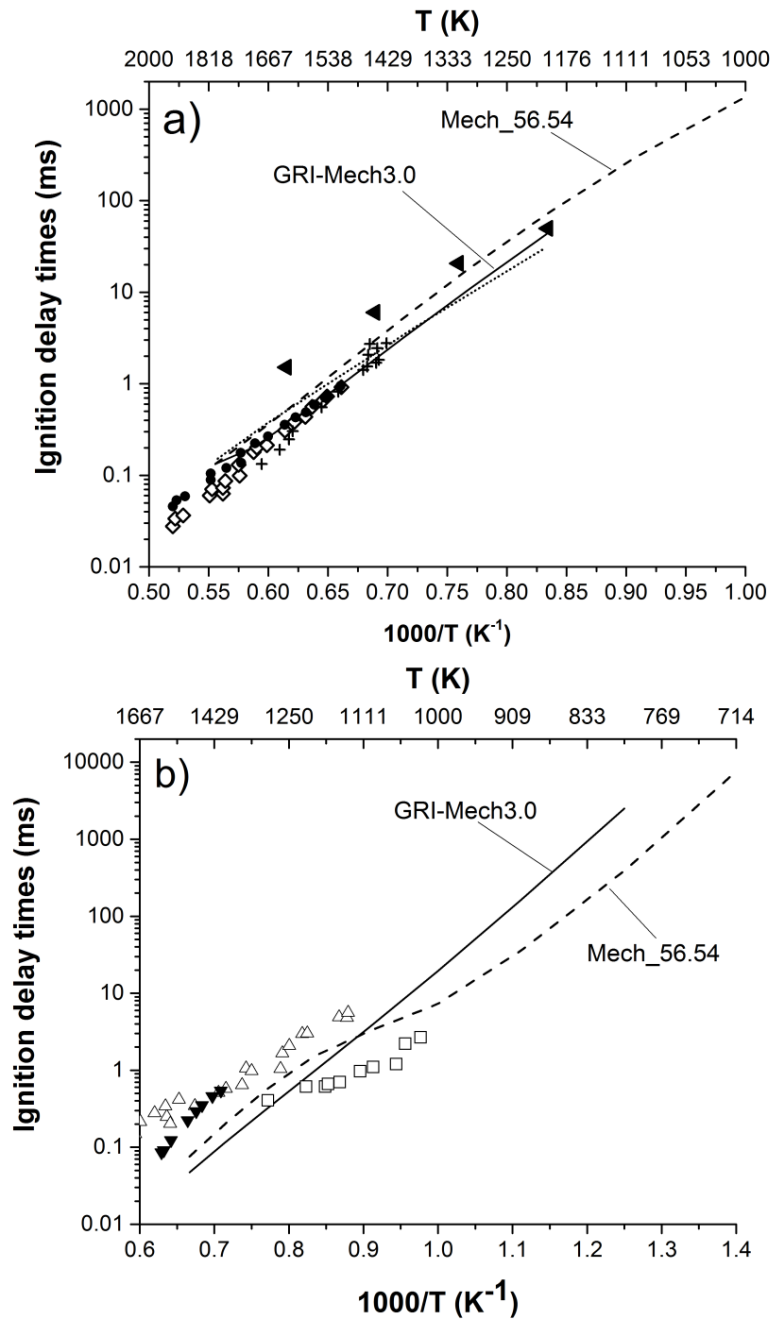 T (K)
2000 1818 1667 1538 1429 1333 1250 1176 1111 1053 1000
a)
Mech_56.54
GRI-Mech3.0
Ignition delay times (ms)
1000
100
10
1
0.1
0.01
0.50 0.55 0.60 0.65 0.70 0.75 0.80 0.85 0.90 0.95 1.00
1000/T (K⁻¹)
T (K)
1667 1429 1250 1111 1000 909 833 769 714
b)
GRI-Mech3.0
Mech_56.54
Ignition delay times (ms)
10000
1000
100
10
1
0.1
0.01
0.6 0.7 0.8 0.9 1.0 1.1 1.2 1.3 1.4
1000/T (K⁻¹)